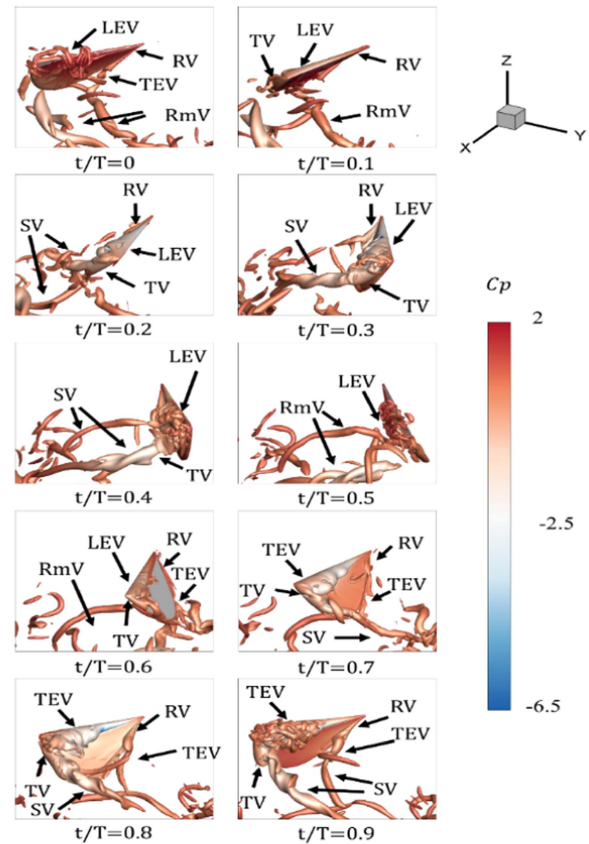 LEV
RV
TEV
RmV
t/T=0
TV
LEV
RV
RmV
t/T=0.1
Z
X
Y
RV
SV
LEV
TV
t/T=0.2
RV
LEV
SV
TV
t/T=0.3
Cp
2
-2.5
-6.5
LEV
SV
TV
t/T=0.4
LEV
RmV
t/T=0.5
LEV
RV
RmV
TEV
TV
t/T=0.6
TEV
RV
TV
TEV
SV
t/T=0.7
TEV
RV
TEV
TV
SV
t/T=0.8
TEV
RV
TEV
TV
SV
t/T=0.9